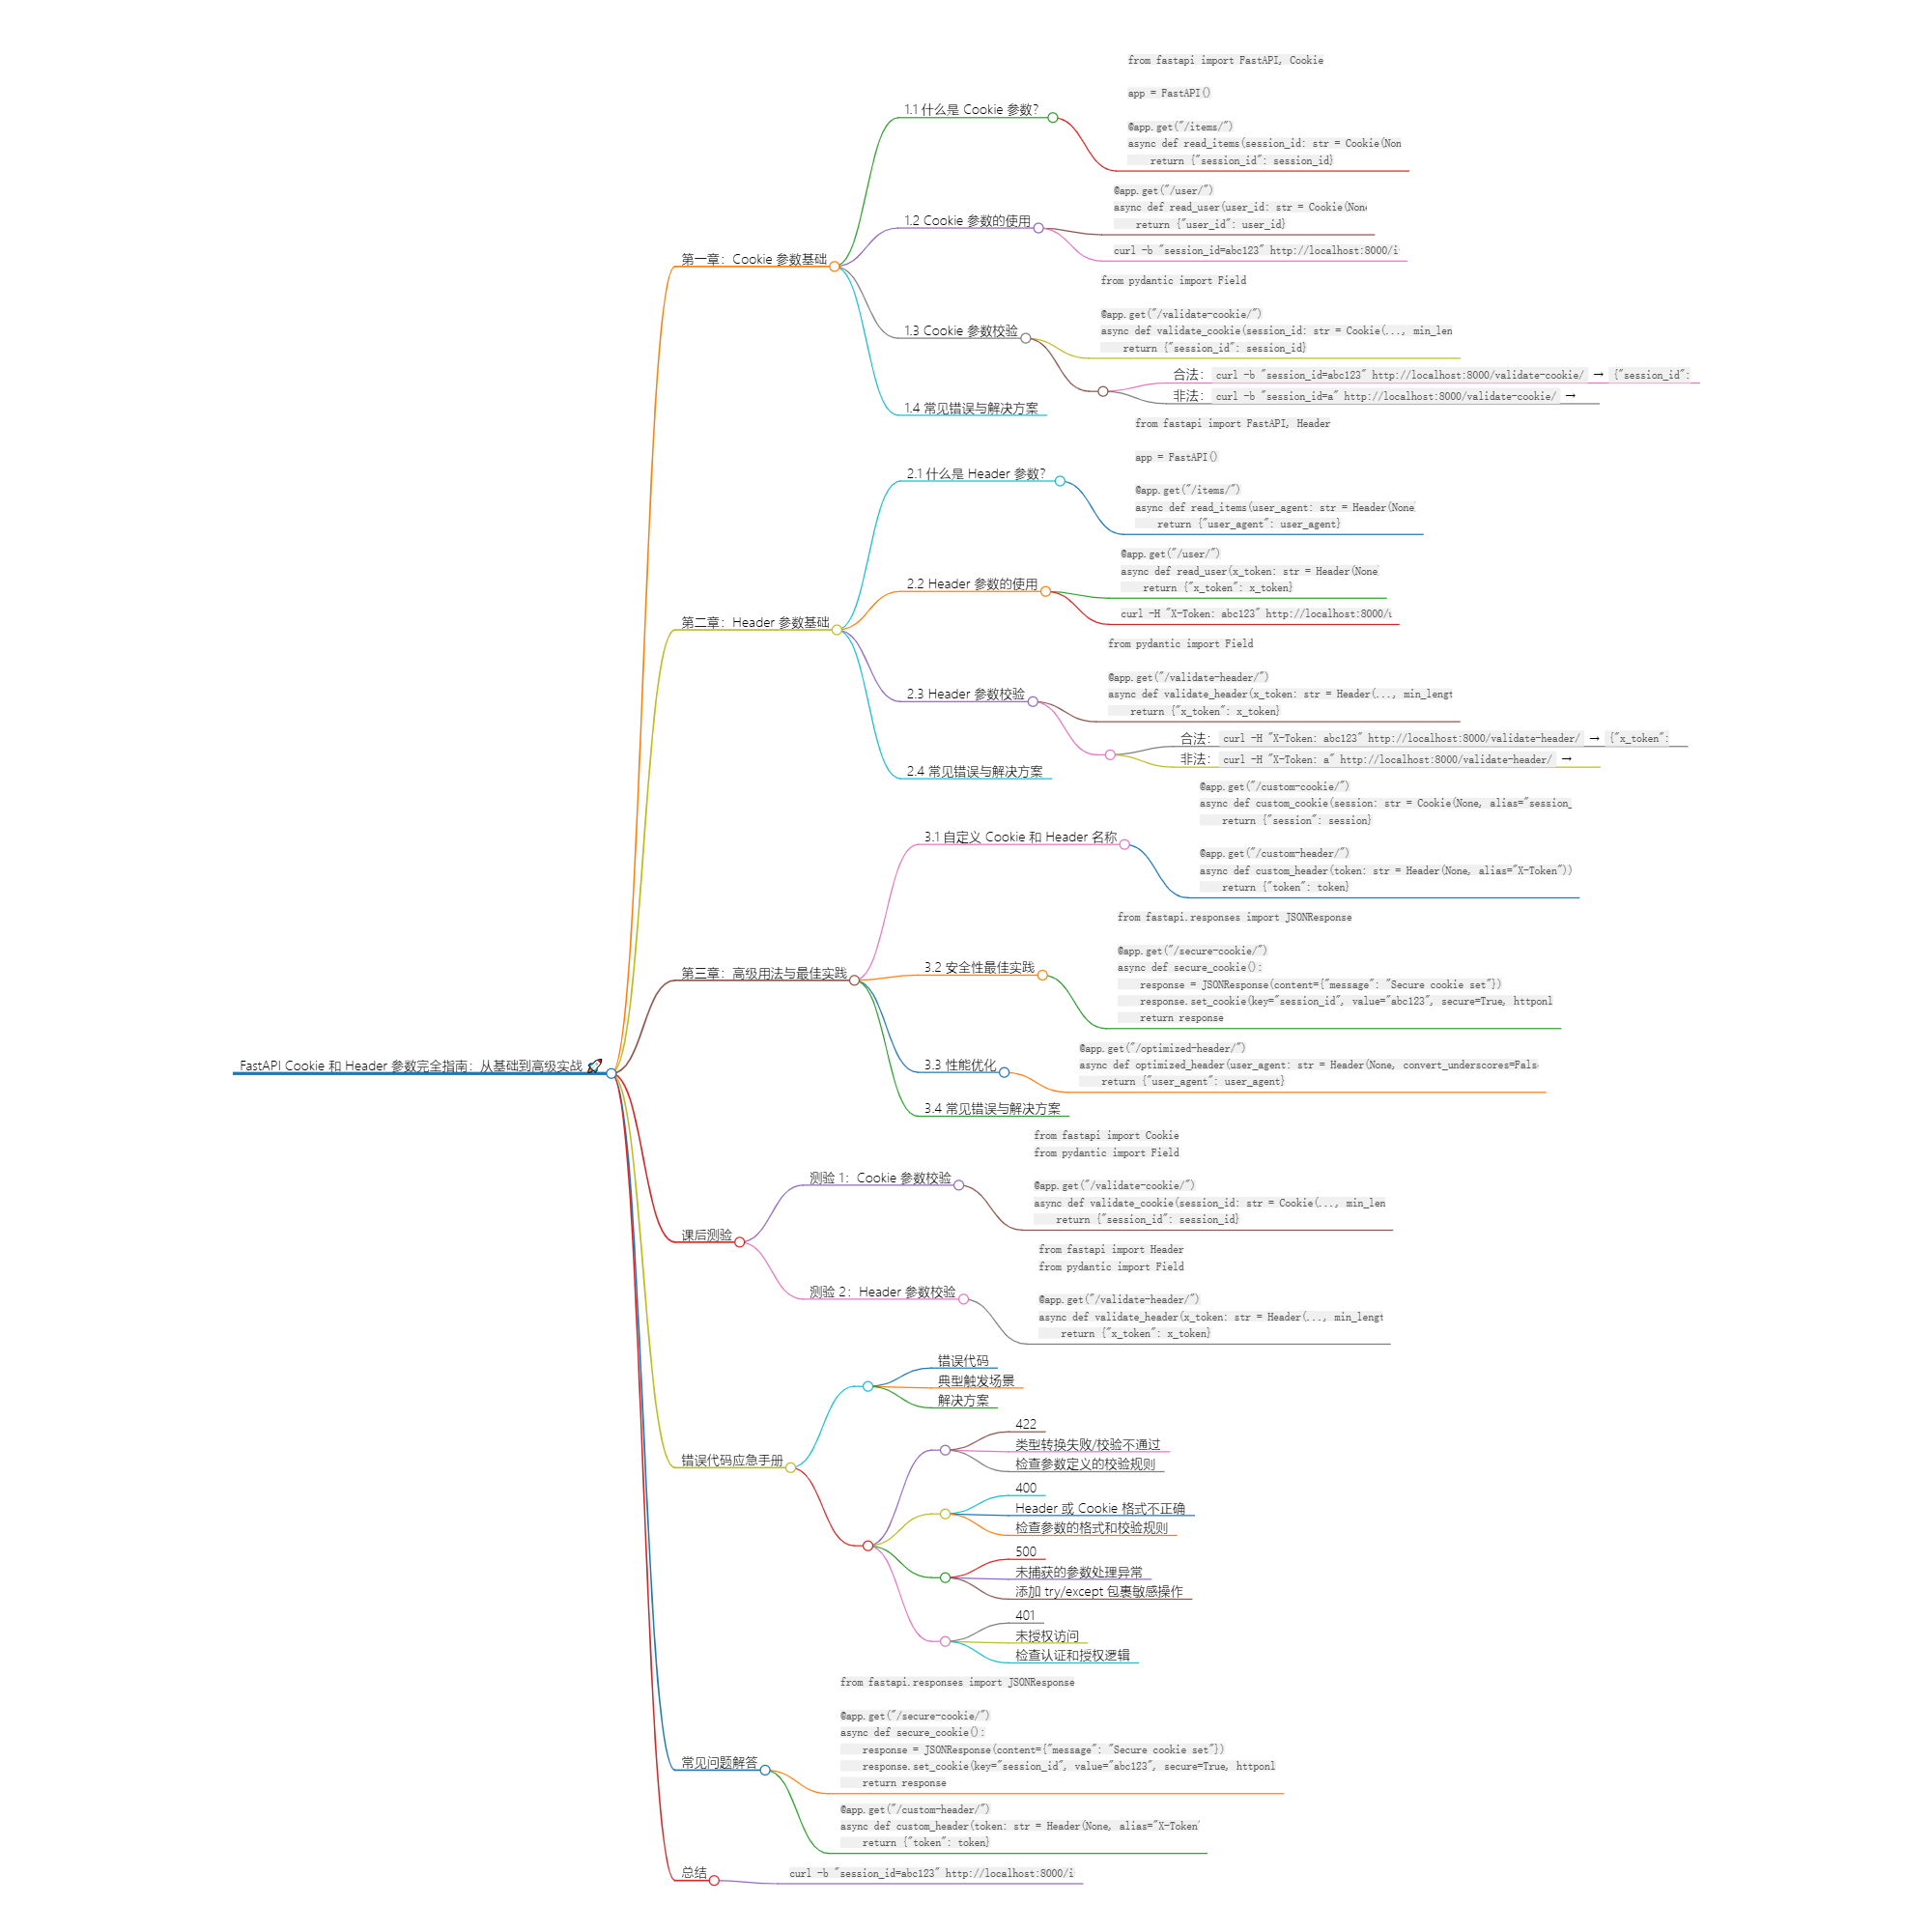 FastAPI Cookie 和 Header 参数完全指南：从基础到高级实战 🚀
第一章：Cookie 参数基础
1.1 什么是 Cookie 参数？
from fastapi import FastAPI, Cookie
app = FastAPI()
@app.get("/items/")
async def read_items(session_id: str = Cookie(Non
return {"session_id": session_id}
1.2 Cookie 参数的使用
@app.get("/user/")
async def read_user(user_id: str = Cookie(None
return {"user_id": user_id}
curl -b "session_id=abc123" http://localhost:8000/i
1.3 Cookie 参数校验
from pydantic import Field
@app.get("/validate-cookie/")
async def validate_cookie(session_id: str = Cookie(..., min_len
return {"session_id": session_id}
合法：curl -b "session_id=abc123" http://localhost:8000/validate-cookie/ → {"session_id":
非法：curl -b "session_id=a" http://localhost:8000/validate-cookie/ →
1.4 常见错误与解决方案
第二章：Header 参数基础
2.1 什么是 Header 参数？
from fastapi import FastAPI, Header
app = FastAPI()
@app.get("/items/")
async def read_items(user_agent: str = Header(None
return {"user_agent": user_agent}
2.2 Header 参数的使用
@app.get("/user/")
async def read_user(x_token: str = Header(None
return {"x_token": x_token}
curl -H "X-Token: abc123" http://localhost:8000/u
2.3 Header 参数校验
from pydantic import Field
@app.get("/validate-header/")
async def validate_header(x_token: str = Header(..., min_lengt
return {"x_token": x_token}
合法：curl -H "X-Token: abc123" http://localhost:8000/validate-header/ → {"x_token":
非法：curl -H "X-Token: a" http://localhost:8000/validate-header/ →
2.4 常见错误与解决方案
第三章：高级用法与最佳实践
3.1 自定义 Cookie 和 Header 名称
@app.get("/custom-cookie/")
async def custom_cookie(session: str = Cookie(None, alias="session_
return {"session": session}
@app.get("/custom-header/")
async def custom_header(token: str = Header(None, alias="X-Token"))
return {"token": token}
3.2 安全性最佳实践
from fastapi.responses import JSONResponse
@app.get("/secure-cookie/")
async def secure_cookie():
response = JSONResponse(content={"message": "Secure cookie set"})
response.set_cookie(key="session_id", value="abc123", secure=True, httponl
return response
3.3 性能优化
@app.get("/optimized-header/")
async def optimized_header(user_agent: str = Header(None, convert_underscores=Fals
return {"user_agent": user_agent}
3.4 常见错误与解决方案
课后测验
测验 1：Cookie 参数校验
from fastapi import Cookie
from pydantic import Field
@app.get("/validate-cookie/")
async def validate_cookie(session_id: str = Cookie(..., min_len
return {"session_id": session_id}
测验 2：Header 参数校验
from fastapi import Header
from pydantic import Field
@app.get("/validate-header/")
async def validate_header(x_token: str = Header(..., min_lengt
return {"x_token": x_token}
错误代码应急手册
错误代码
典型触发场景
解决方案
422
类型转换失败/校验不通过
检查参数定义的校验规则
400
Header 或 Cookie 格式不正确
检查参数的格式和校验规则
500
未捕获的参数处理异常
添加 try/except 包裹敏感操作
401
未授权访问
检查认证和授权逻辑
常见问题解答
from fastapi.responses import JSONResponse
@app.get("/secure-cookie/")
async def secure_cookie():
response = JSONResponse(content={"message": "Secure cookie set"})
response.set_cookie(key="session_id", value="abc123", secure=True, httponl
return response
@app.get("/custom-header/")
async def custom_header(token: str = Header(None, alias="X-Token
return {"token": token}
总结
curl -b "session_id=abc123" http://localhost:8000/i